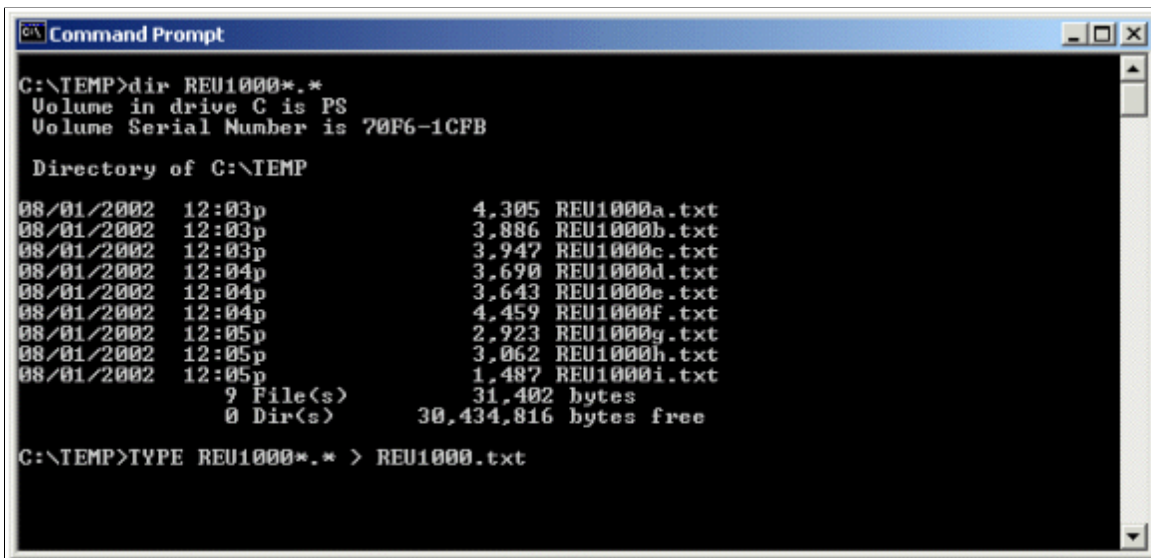 Command Prompt
C:\TEMP>dir REU1000*.*
Volume in drive C is PS
Volume Serial Number is 70F6-1CFB
Directory of C:\TEMP
08/01/2002 12:03p 4,305 REU1000a.txt
08/01/2002 12:03p 3,886 REU1000b.txt
08/01/2002 12:03p 3,947 REU1000c.txt
08/01/2002 12:04p 3,690 REU1000d.txt
08/01/2002 12:04p 3,643 REU1000e.txt
08/01/2002 12:04p 4,459 REU1000f.txt
08/01/2002 12:05p 2,923 REU1000g.txt
08/01/2002 12:05p 3,062 REU1000h.txt
08/01/2002 12:05p 1,487 REU1000i.txt
9 File(s) 31,402 bytes
0 Dir(s) 30,434,816 bytes free
C:\TEMP>TYPE REU1000*.* > REU1000.txt